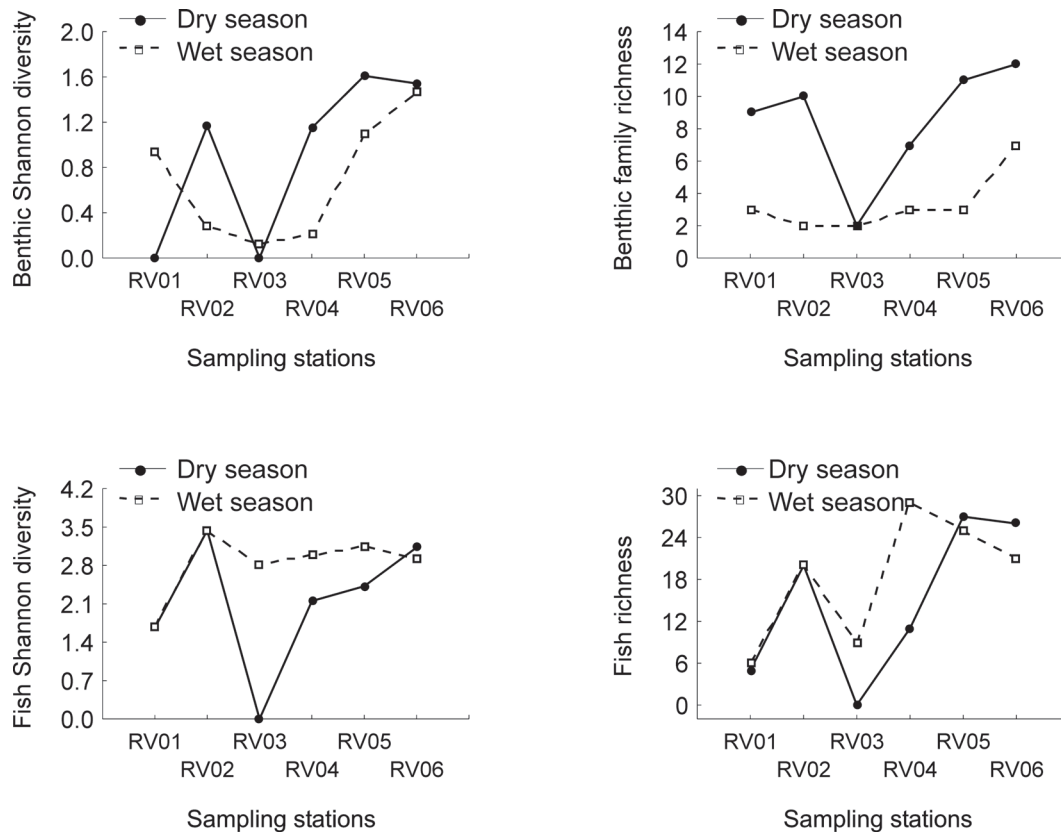 Dry season
Wet season
Benthic Shannon diversity
2.0
1.6
1.2
0.8
0.4
0.0
RV01 RV03 RV05
RV02 RV04 RV06
Sampling stations
Dry season
Wet season
Benthic family richness
14
12
10
8
6
4
2
0
RV01 RV03 RV05
RV02 RV04 RV06
Sampling stations
Dry season
Wet season
Fish Shannon diversity
4.2
3.5
2.8
2.1
1.4
0.7
0.0
RV01 RV03 RV05
RV02 RV04 RV06
Sampling stations
Dry season
Wet season
Fish richness
30
24
18
12
6
0
RV01 RV03 RV05
RV02 RV04 RV06
Sampling stations